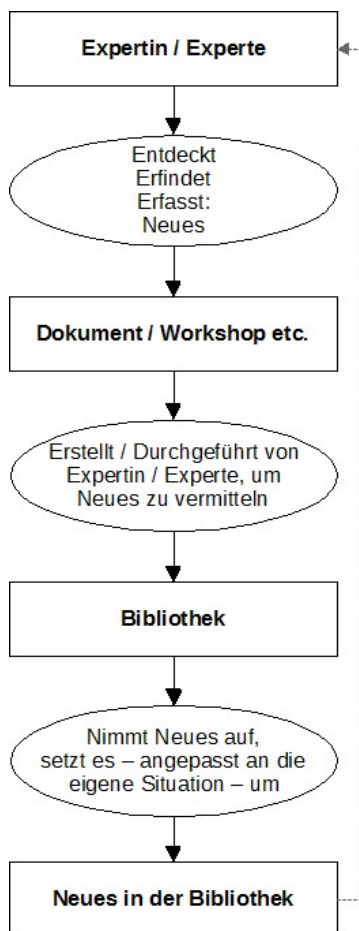 Expertin / Experte
Entdeckt
Erfindet
Erfasst:
Neues
Dokument / Workshop etc.
Erstellt / Durchgeführt von
Expertin / Experte, um
Neues zu vermitteln
Bibliothek
Nimmt Neues auf,
setzt es – angepasst an die
eigene Situation – um
Neues in der Bibliothek